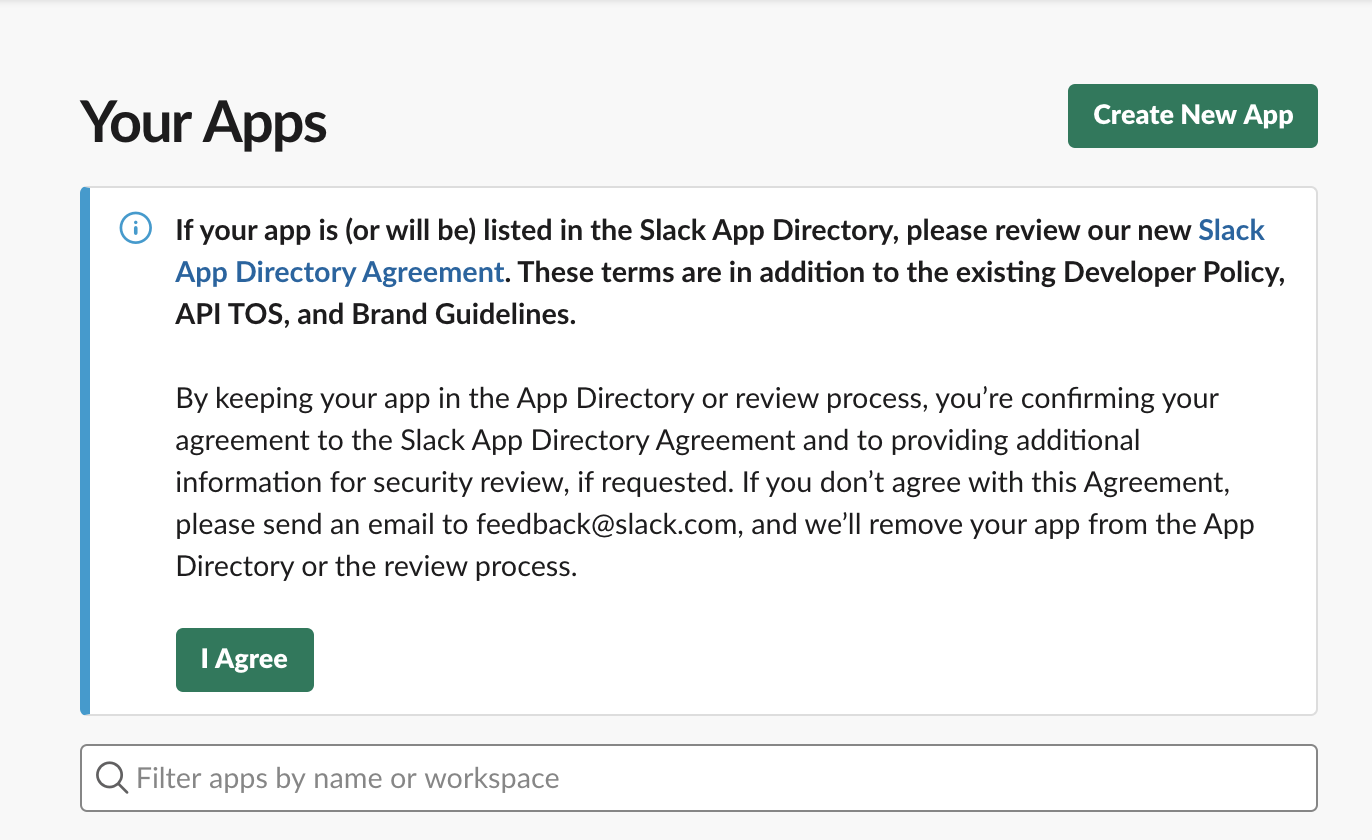 Your Apps
Create New App
If your app is (or will be) listed in the Slack App Directory, please review our new Slack
App Directory Agreement. These terms are in addition to the existing Developer Policy,
API TOS, and Brand Guidelines.
By keeping your app in the App Directory or review process, you’re confirming your
agreement to the Slack App Directory Agreement and to providing additional
information for security review, if requested. If you don’t agree with this Agreement,
please send an email to feedback@slack.com, and we’ll remove your app from the App
Directory or the review process.
I Agree
Filter apps by name or workspace